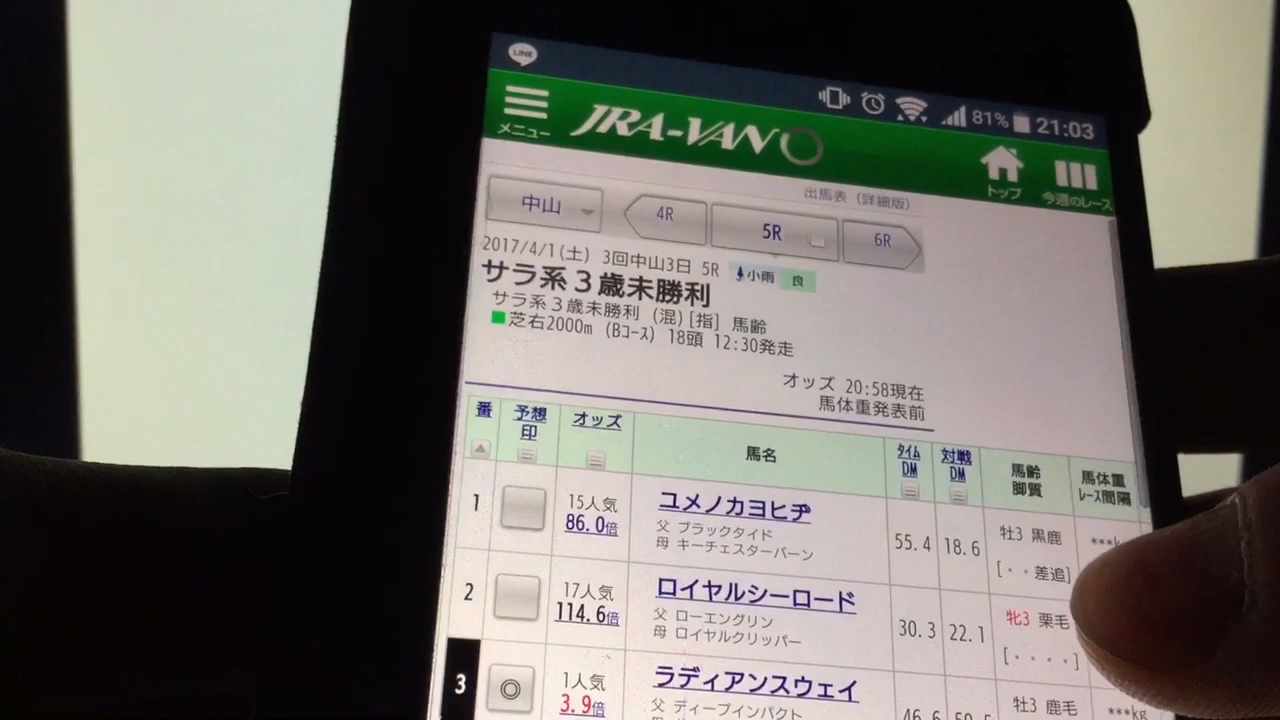 LINE
81% 21:03
メニュー JRA-VAN トップ 今週のレース
出馬表 (詳細版)
中山 4R 5R 6R
2017/4/1(土) 3回中山3日 5R 小雨 良
サラ系3歳未勝利
サラ系3歳未勝利 (混)[指] 馬齢
芝右2000m (Bコース) 18頭 12:30発走
オッズ 20:58現在
馬体重発表前
番 予想印 オッズ 馬名 タイムDM 対戦DM 馬齢脚質 馬体重レース間隔
1 15人気 86.0倍 ユメノカヨヒヂ 55.4 18.6 牡3 黒鹿
父 ブラックタイド
母 キーチェスターバーン
[・・差追]
2 17人気 114.6倍 ロイヤルシーロード 30.3 22.1 牝3 栗毛
父 ローエングリン
母 ロイヤルクリッパー
[・・・・]
3 ◎ 1人気 3.9倍 ラディアンスウェイ 牡3 鹿毛 ***kg
父 ディープインパクト